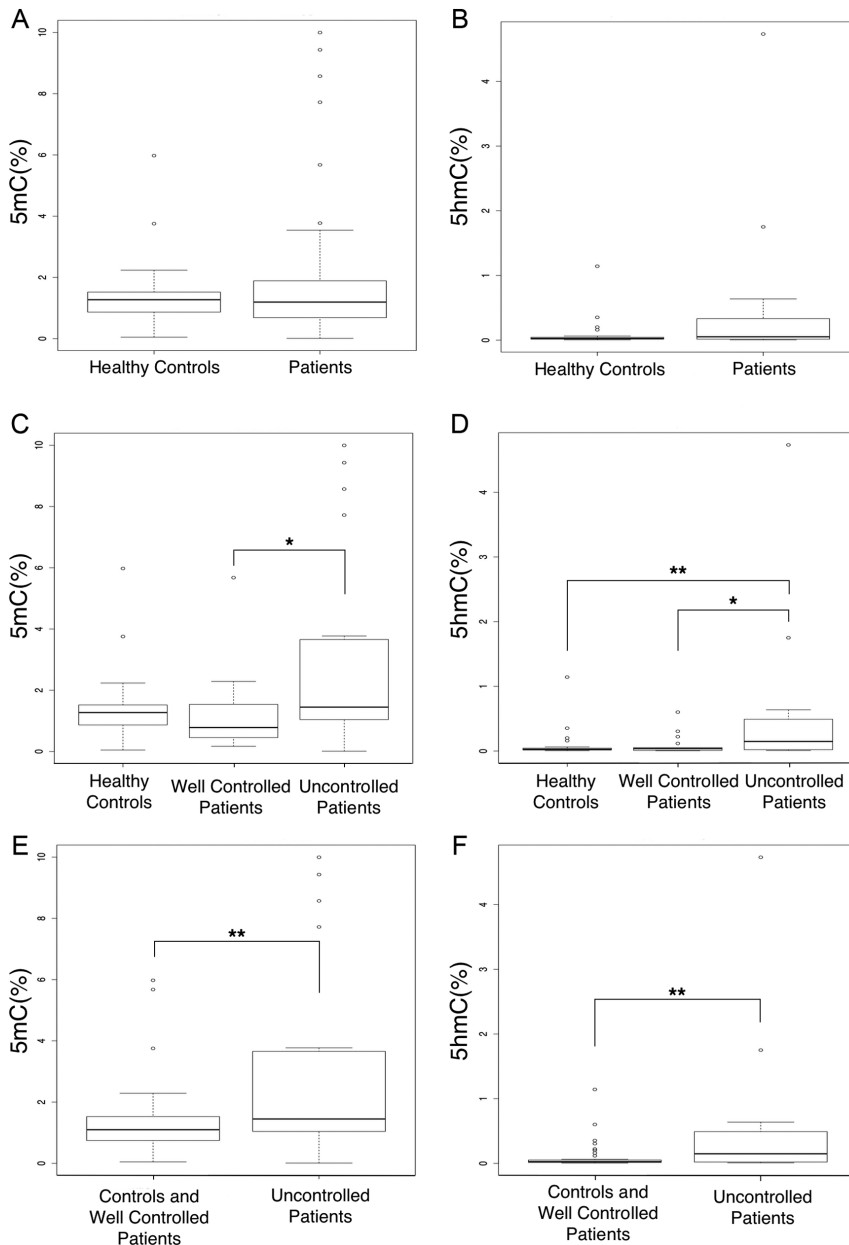 A
5mC(%)
10
8
6
4
2
0
Healthy Controls
Patients
B
5hmC(%)
4
3
2
1
0
Healthy Controls
Patients
C
5mC(%)
10
8
6
4
2
0
*
Healthy
Controls
Well Controlled
Patients
Uncontrolled
Patients
D
5hmC(%)
4
3
2
1
0
**
*
Healthy
Controls
Well Controlled
Patients
Uncontrolled
Patients
E
5mC(%)
10
8
6
4
2
0
**
Controls and
Well Controlled
Patients
Uncontrolled
Patients
F
5hmC(%)
4
3
2
1
0
**
Controls and
Well Controlled
Patients
Uncontrolled
Patients